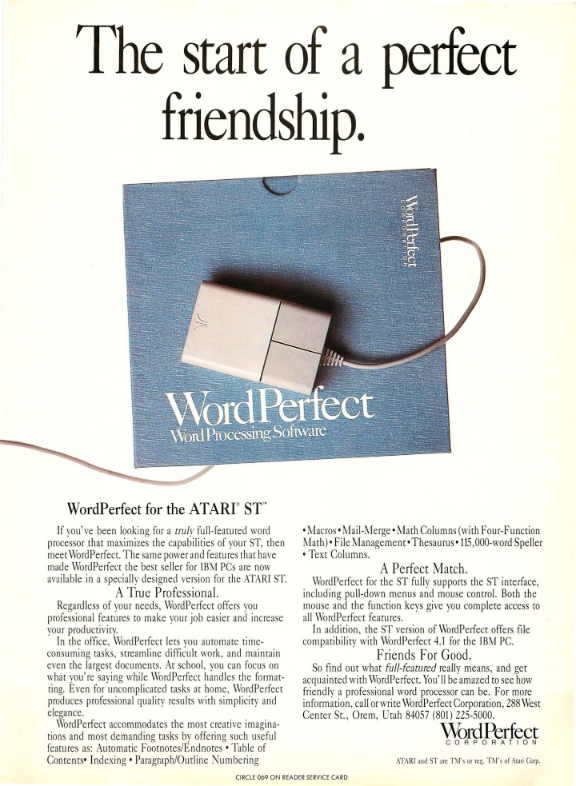 The start of a perfect
friendship.
WordPerfect
CORPORATION
WordPerfect
Word Processing Software
WordPerfect for the ATARI® ST™
If you've been looking for a truly full-featured word
processor that maximizes the capabilities of your ST, then
meet WordPerfect. The same power and features that have
made WordPerfect the best seller for IBM PCs are now
available in a specially designed version for the ATARI ST.
A True Professional.
Regardless of your needs, WordPerfect offers you
professional features to make your job easier and increase
your productivity.
In the office, WordPerfect lets you automate time-
consuming tasks, streamline difficult work, and maintain
even the largest documents. At school, you can focus on
what you're saying while WordPerfect handles the format-
ting. Even for uncomplicated tasks at home, WordPerfect
produces professional quality results with simplicity and
elegance.
WordPerfect accommodates the most creative imagina-
tions and most demanding tasks by offering such useful
features as: Automatic Footnotes/Endnotes • Table of
Contents• Indexing • Paragraph/Outline Numbering
• Macros • Mail-Merge • Math Columns (with Four-Function
Math) • File Management • Thesaurus • 115,000-word Speller
• Text Columns.
A Perfect Match.
WordPerfect for the ST fully supports the ST interface,
including pull-down menus and mouse control. Both the
mouse and the function keys give you complete access to
all WordPerfect features.
In addition, the ST version of WordPerfect offers file
compatibility with WordPerfect 4.1 for the IBM PC.
Friends For Good.
So find out what full-featured really means, and get
acquainted with WordPerfect. You'll be amazed to see how
friendly a professional word processor can be. For more
information, call or write WordPerfect Corporation, 288 West
Center St., Orem, Utah 84057 (801) 225-5000.
WordPerfect
CORPORATION
ATARI and ST are TM's or reg. TM's of Atari Corp.
CIRCLE 069 ON READER SERVICE CARD